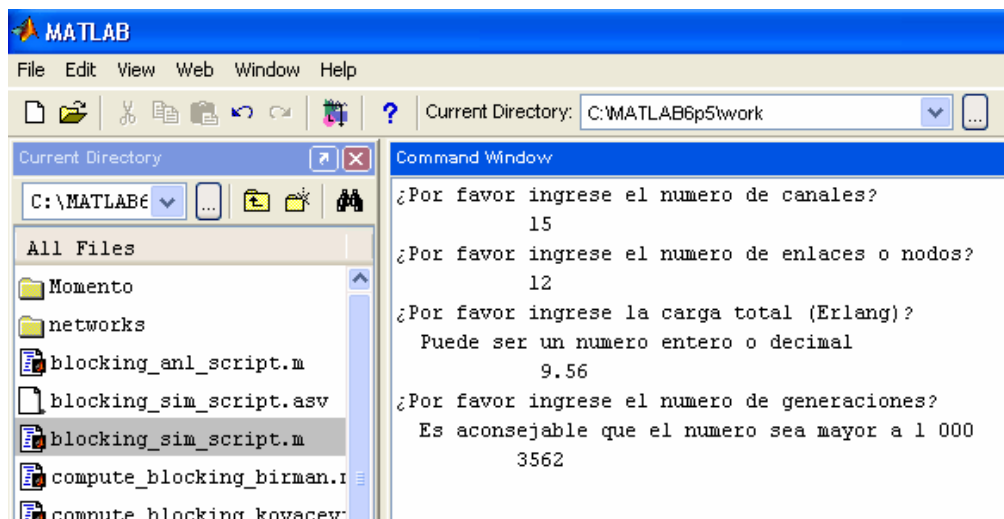 MATLAB
File Edit View Web Window Help
? Current Directory: C:\MATLAB6p5\work ...
Current Directory
C:\MATLAB6 ...
All Files
Momento
networks
blocking_anl_script.m
blocking_sim_script.asv
blocking_sim_script.m
compute_blocking_birman.
compute_blocking_kovacev
Command Window
¿Por favor ingrese el numero de canales?
15
¿Por favor ingrese el numero de enlaces o nodos?
12
¿Por favor ingrese la carga total (Erlang)?
Puede ser un numero entero o decimal
9.56
¿Por favor ingrese el numero de generaciones?
Es aconsejable que el numero sea mayor a 1 000
3562